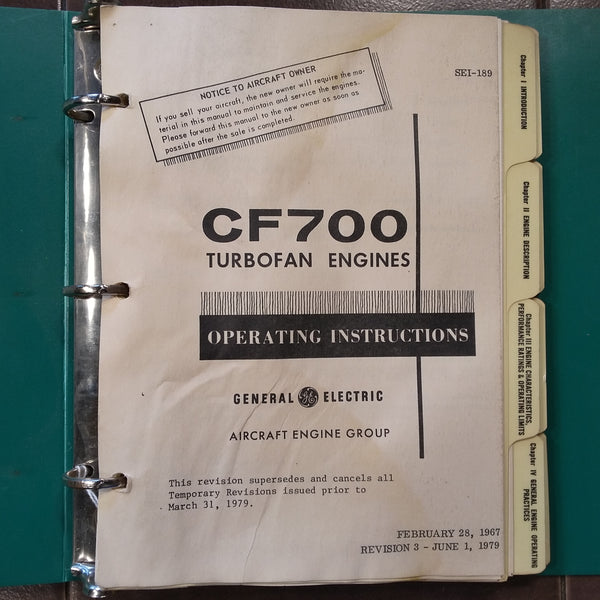 NOTICE TO AIRCRAFT OWNER
If you sell your aircraft, the new owner will require the ma-
terial in this manual to maintain and service the engines.
Please forward this manual to the new owner as soon as
possible after the sale is completed.
SEI-189
CF700
TURBOFAN ENGINES
OPERATING INSTRUCTIONS
GENERAL GE ELECTRIC
AIRCRAFT ENGINE GROUP
This revision supersedes and cancels all
Temporary Revisions issued prior to
March 31, 1979.
FEBRUARY 28, 1967
REVISION 3 - JUNE 1, 1979
Chapter I INTRODUCTION
Chapter II ENGINE DESCRIPTION
Chapter III ENGINE CHARACTERISTICS,
PERFORMANCE RATINGS & OPERATING LIMITS
Chapter IV GENERAL ENGINE OPERATING
PRACTICES